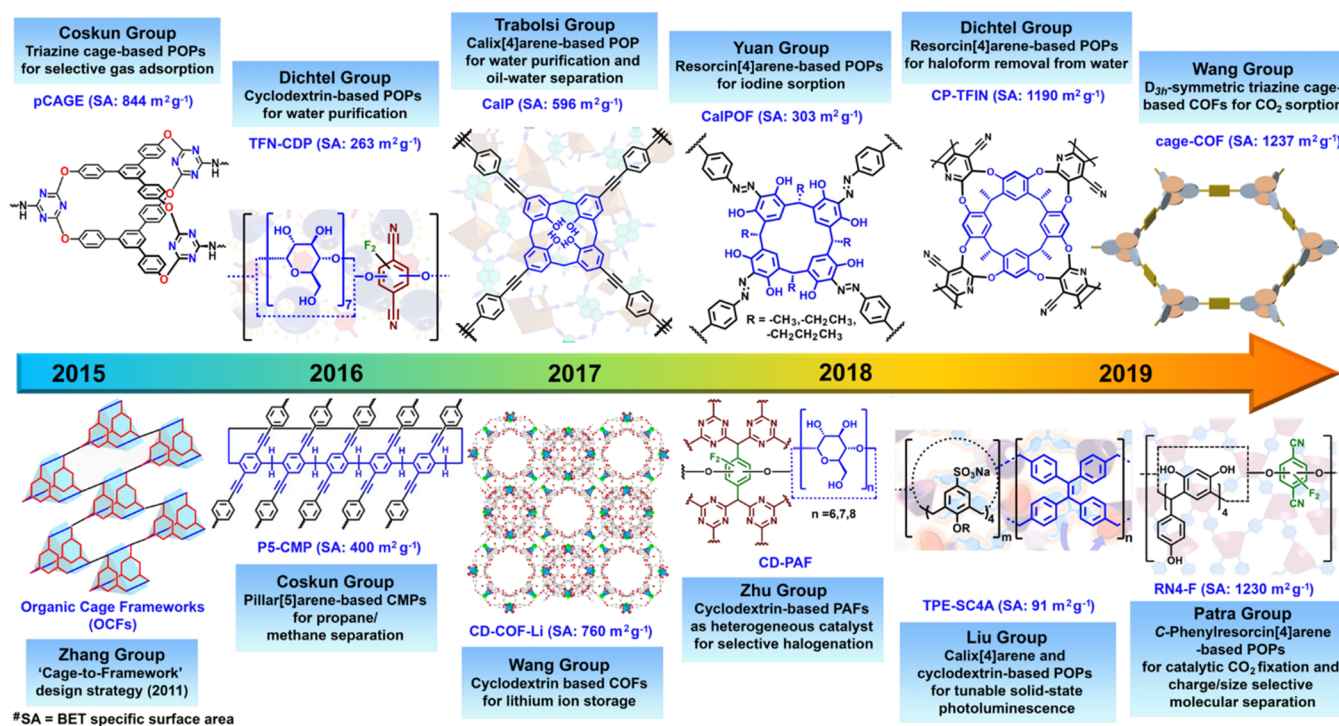 Coskun Group
Triazine cage-based POPs
for selective gas adsorption
pCAGE (SA: 844 m²g⁻¹)
Dichtel Group
Cyclodextrin-based POPs
for water purification
TFN-CDP (SA: 263 m²g⁻¹)
Trabolsi Group
Calix[4]arene-based POP
for water purification and
oil-water separation
CalP (SA: 596 m²g⁻¹)
Yuan Group
Resorcin[4]arene-based POPs
for iodine sorption
CalPOF (SA: 303 m²g⁻¹)
R = -CH₃,-CH₂CH₃,
-CH₂CH₂CH₃
Dichtel Group
Resorcin[4]arene-based POPs
for haloform removal from water
CP-TFIN (SA: 1190 m²g⁻¹)
Wang Group
D₃ₕ-symmetric triazine cage-
based COFs for CO₂ sorption
cage-COF (SA: 1237 m²g⁻¹)
2015 2016 2017 2018 2019
Organic Cage Frameworks
(OCFs)
Zhang Group
‘Cage-to-Framework’
design strategy (2011)
#SA = BET specific surface area
P5-CMP (SA: 400 m²g⁻¹)
Coskun Group
Pillar[5]arene-based CMPs
for propane/
methane separation
CD-COF-Li (SA: 760 m²g⁻¹)
Wang Group
Cyclodextrin based COFs
for lithium ion storage
n =6,7,8
CD-PAF
Zhu Group
Cyclodextrin-based PAFs
as heterogeneous catalyst
for selective halogenation
TPE-SC4A (SA: 91 m²g⁻¹)
Liu Group
Calix[4]arene and
cyclodextrin-based POPs
for tunable solid-state
photoluminescence
RN4-F (SA: 1230 m²g⁻¹)
Patra Group
C-Phenylresorcin[4]arene
-based POPs
for catalytic CO₂ fixation and
charge/size selective
molecular separation